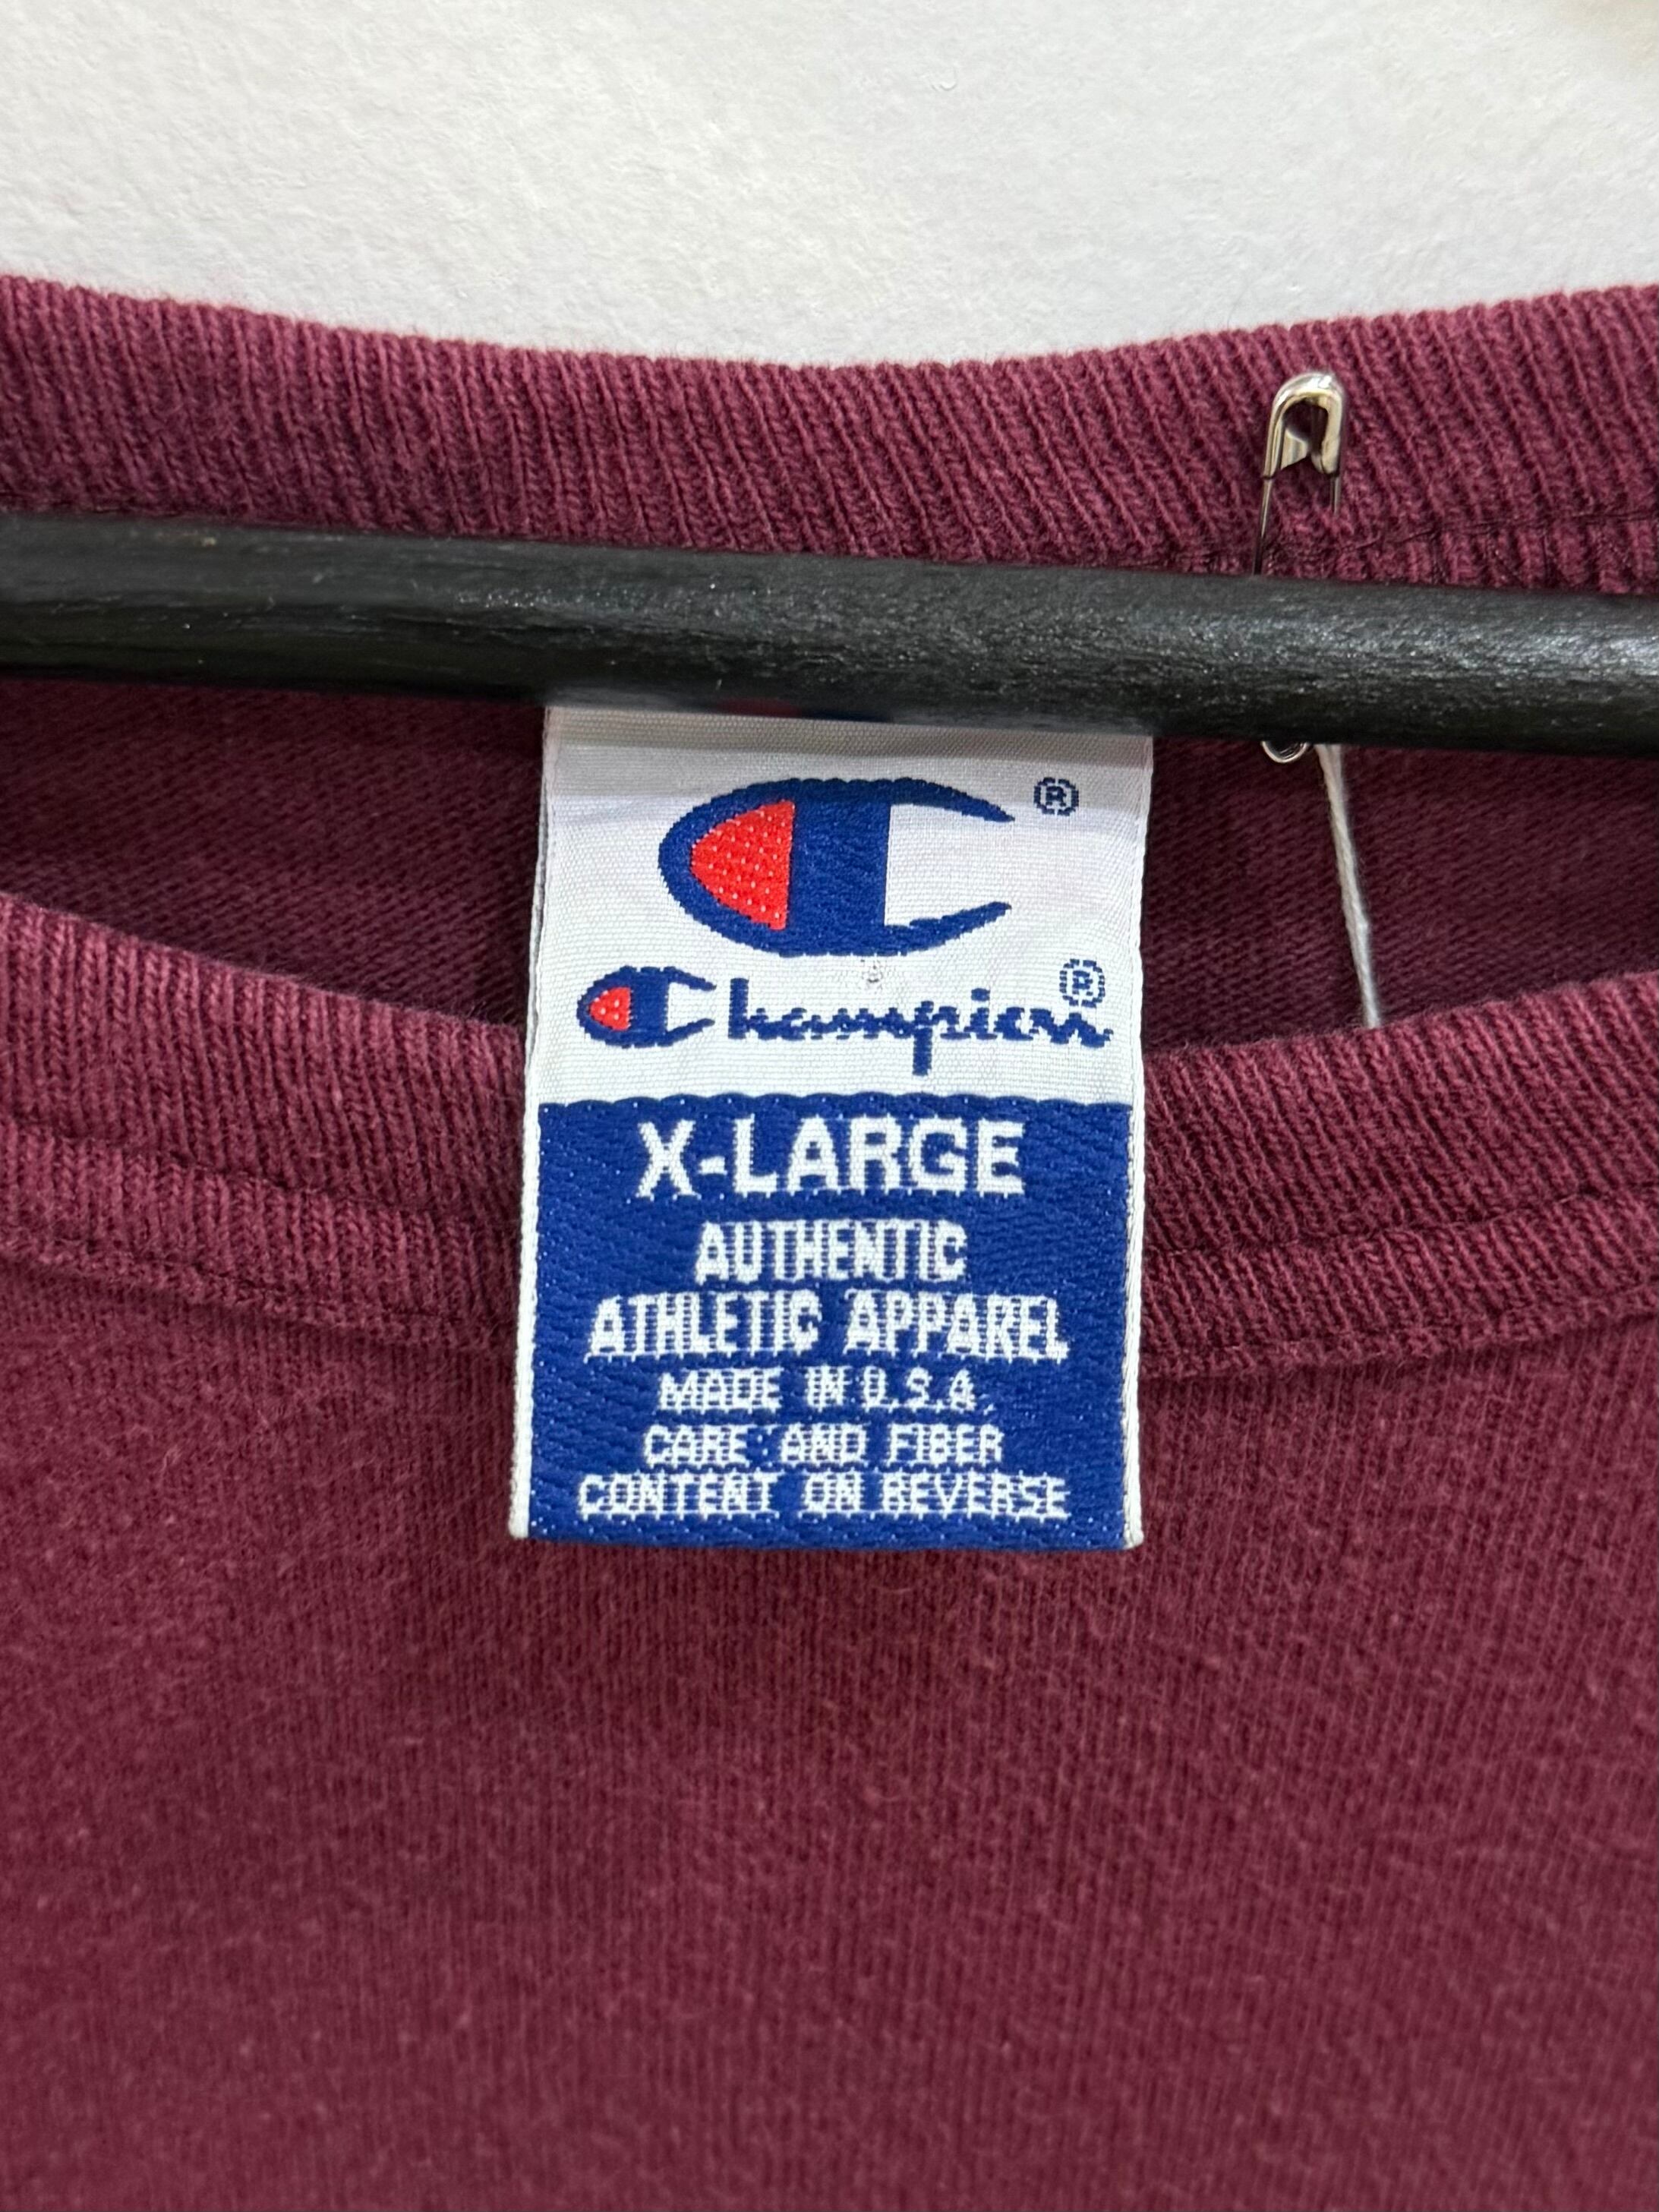 ®
Champion®
X-LARGE
AUTHENTIC
ATHLETIC APPAREL
MADE IN U.S.A.
CARE AND FIBER
CONTENT ON REVERSE